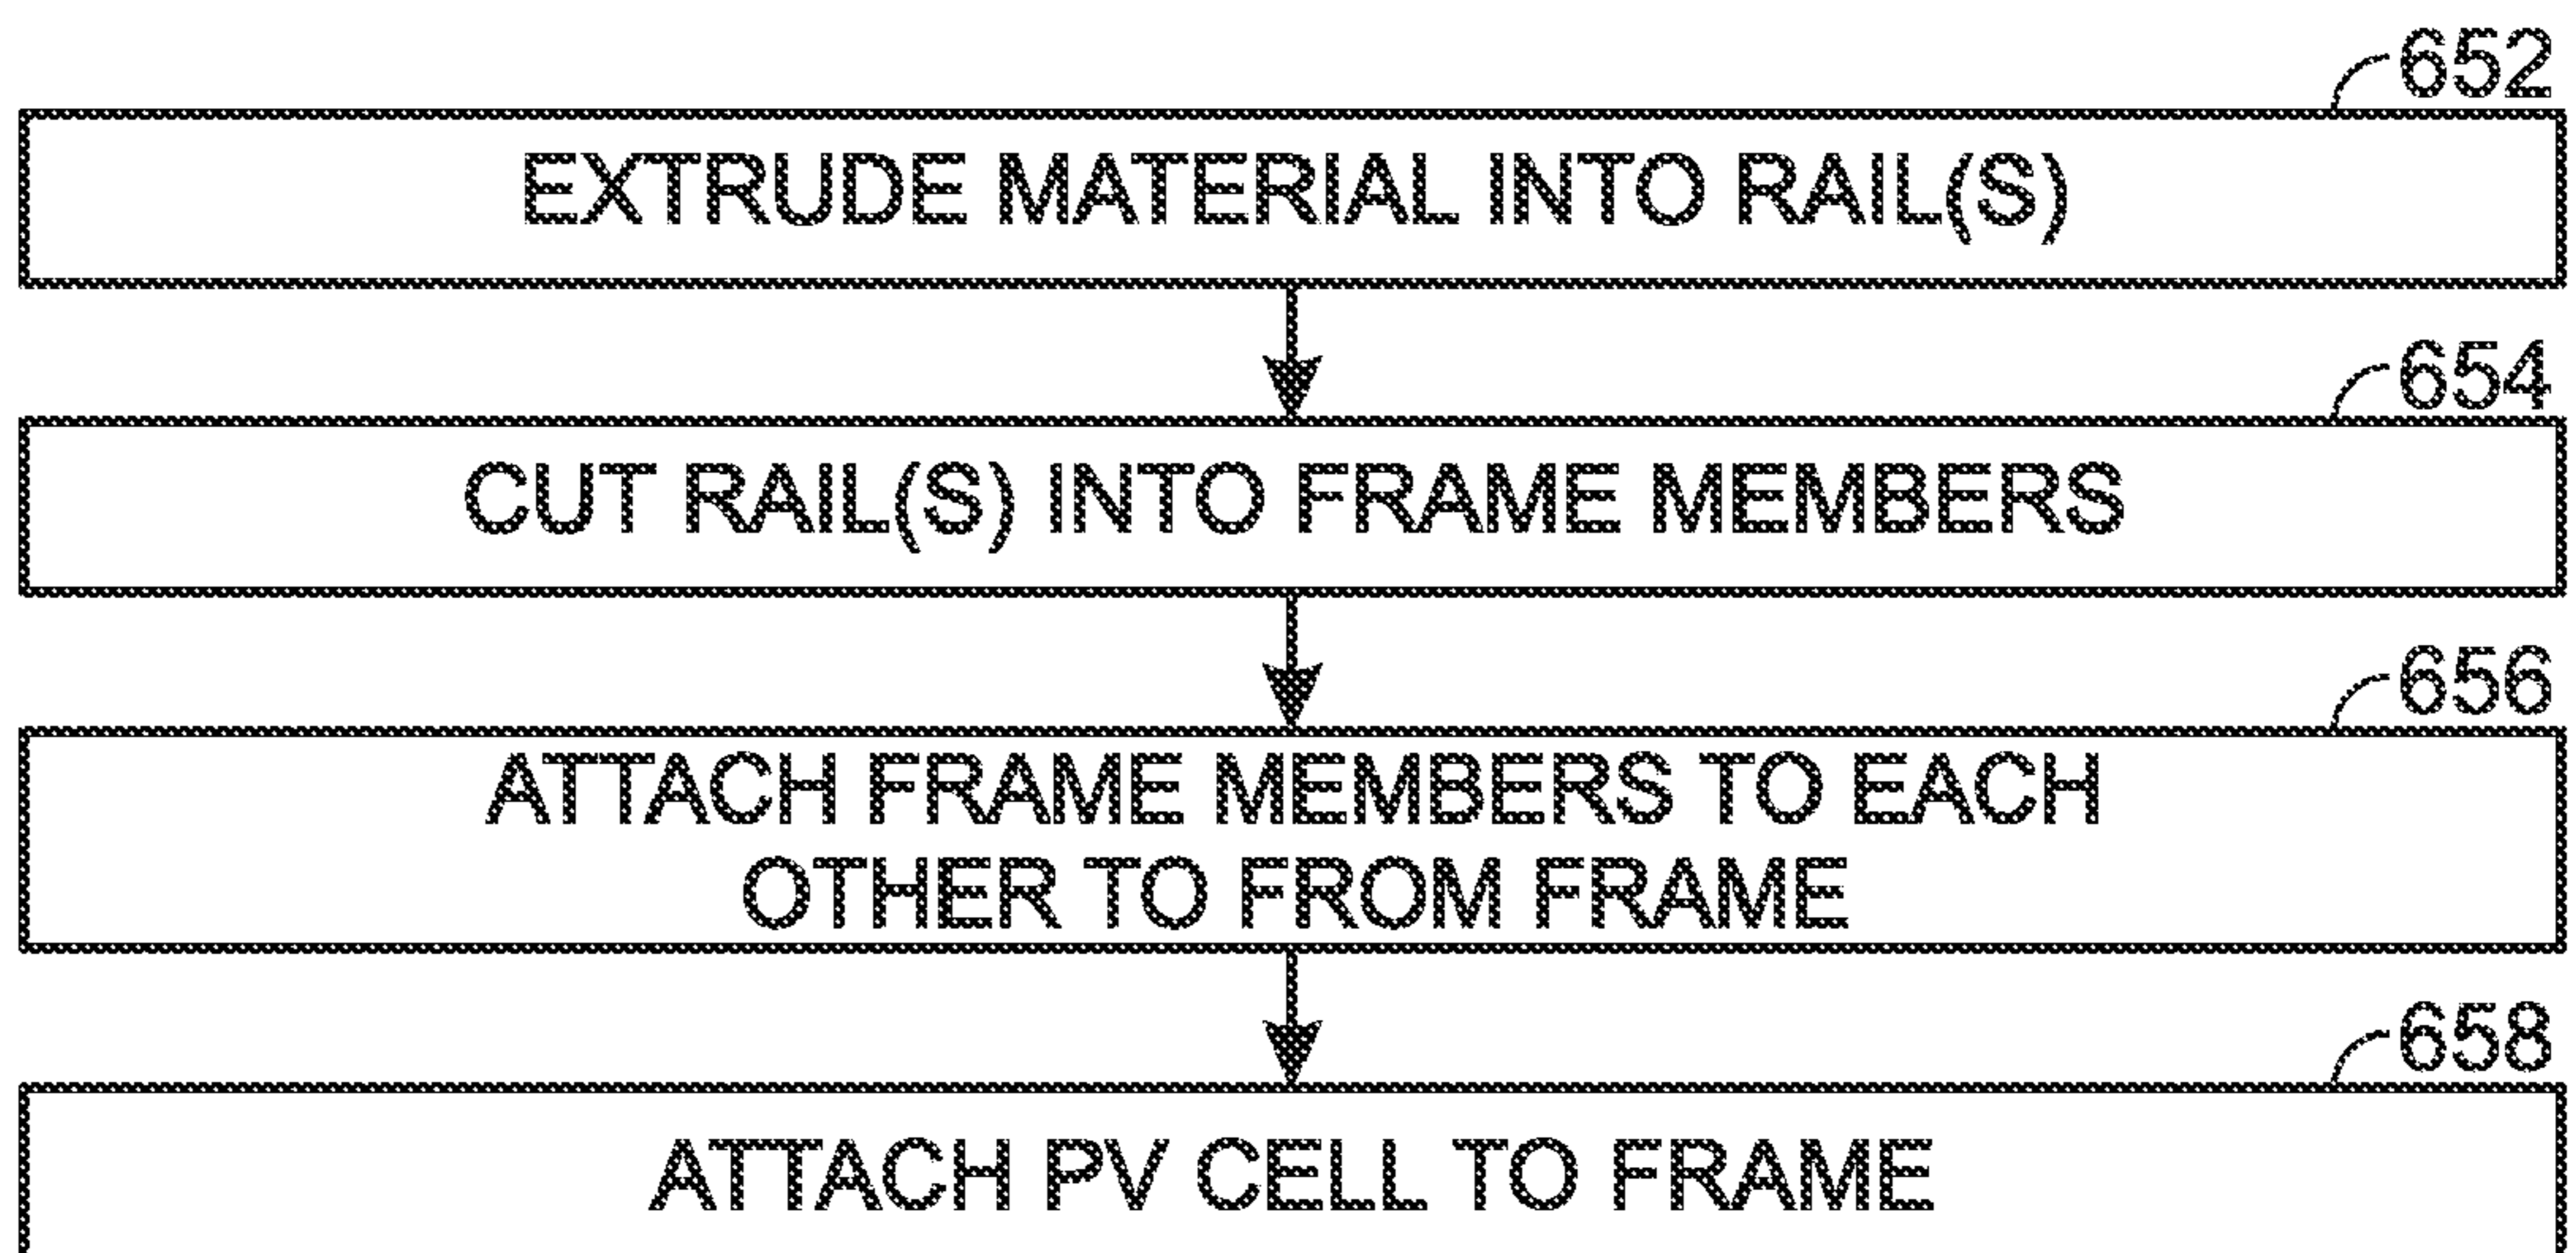 652
EXTRUDE MATERIAL INTO RAIL(S)
654
CUT RAIL(S) INTO FRAME MEMBERS
656
ATTACH FRAME MEMBERS TO EACH
OTHER TO FROM FRAME
658
ATTACH PV CELL TO FRAME